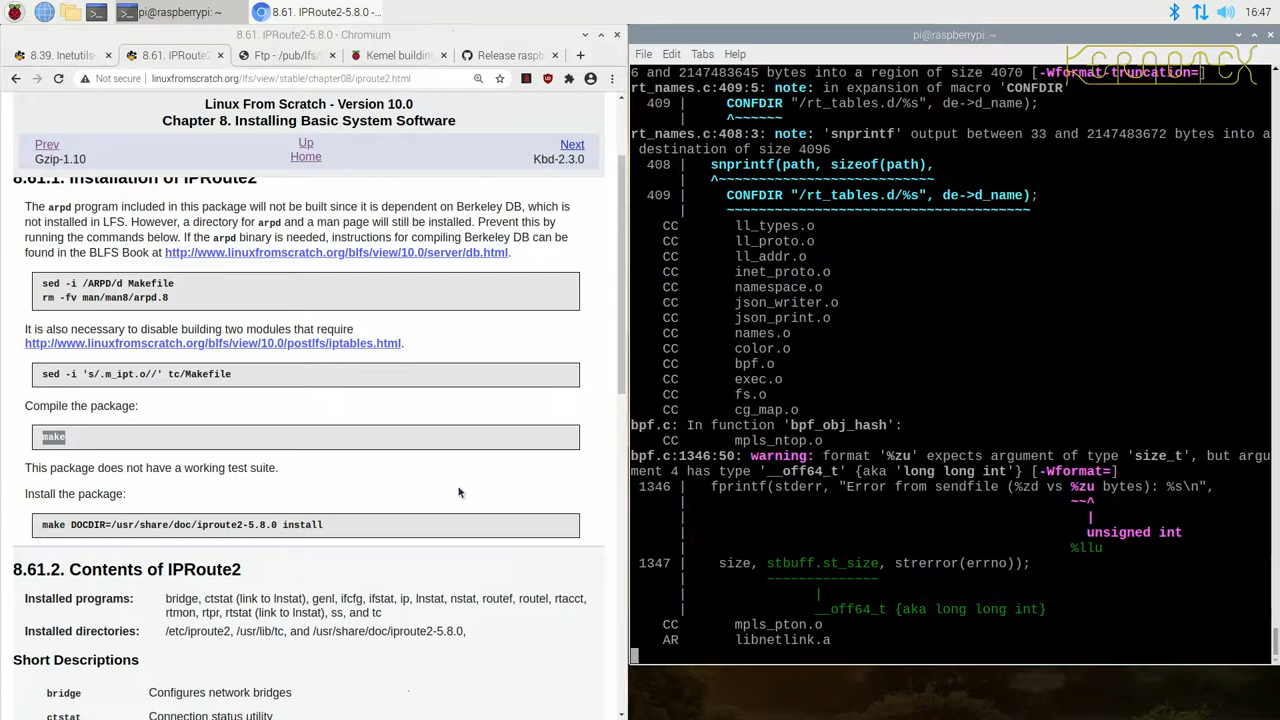 pi@raspberrypi: ~
8.61. IPRoute2-5.8.0 -...
16:47
8.61. IPRoute2-5.8.0 - Chromium
8.39. Inetutils-
8.61. IPRoute2-
Ftp - /pub/lfs/
Kernel building
Release raspb
Not secure | linuxfromscratch.org/lfs/view/stable/chapter08/iproute2.html
Linux From Scratch - Version 10.0
Chapter 8. Installing Basic System Software
Prev
Up
Next
Gzip-1.10
Home
Kbd-2.3.0
8.61.1. Installation of IPRoute2
The arpd program included in this package will not be built since it is dependent on Berkeley DB, which is
not installed in LFS. However, a directory for arpd and a man page will still be installed. Prevent this by
running the commands below. If the arpd binary is needed, instructions for compiling Berkeley DB can be
found in the BLFS Book at http://www.linuxfromscratch.org/blfs/view/10.0/server/db.html.
sed -i /ARPD/d Makefile
rm -fv man/man8/arpd.8
It is also necessary to disable building two modules that require
http://www.linuxfromscratch.org/blfs/view/10.0/postlfs/iptables.html.
sed -i 's/.m_ipt.o//' tc/Makefile
Compile the package:
make
This package does not have a working test suite.
Install the package:
make DOCDIR=/usr/share/doc/iproute2-5.8.0 install
8.61.2. Contents of IPRoute2
Installed programs: bridge, ctstat (link to lnstat), genl, ifcfg, ifstat, ip, lnstat, nstat, routef, routel, rtacct,
rtmon, rtpr, rtstat (link to lnstat), ss, and tc
Installed directories: /etc/iproute2, /usr/lib/tc, and /usr/share/doc/iproute2-5.8.0,
Short Descriptions
bridge Configures network bridges
ctstat Connection status utility
pi@raspberrypi: ~
File Edit Tabs Help
KERNOTEX
6 and 2147483645 bytes into a region of size 4070 [-Wformat-truncation=]
rt_names.c:409:5: note: in expansion of macro 'CONFDIR'
409 | CONFDIR "/rt_tables.d/%s", de->d_name);
| ^~~~~~~
rt_names.c:408:3: note: 'snprintf' output between 33 and 2147483672 bytes into a
destination of size 4096
408 | snprintf(path, sizeof(path),
| ^~~~~~~~~~~~~~~~~~~~~~~~~~~~
409 | CONFDIR "/rt_tables.d/%s", de->d_name);
| ~~~~~~~~~~~~~~~~~~~~~~~~~~~~~~~~~~~~~~
CC ll_types.o
CC ll_proto.o
CC ll_addr.o
CC inet_proto.o
CC namespace.o
CC json_writer.o
CC json_print.o
CC names.o
CC color.o
CC bpf.o
CC exec.o
CC fs.o
CC cg_map.o
bpf.c: In function 'bpf_obj_hash':
CC mpls_ntop.o
bpf.c:1346:50: warning: format '%zu' expects argument of type 'size_t', but argu
ment 4 has type '__off64_t' {aka 'long long int'} [-Wformat=]
1346 | fprintf(stderr, "Error from sendfile (%zd vs %zu bytes): %s\n",
| ~~^
| |
| unsigned int
| %llu
1347 | size, stbuff.st_size, strerror(errno));
| ~~~~~~~~~~~~~~
| |
| __off64_t {aka long long int}
CC mpls_pton.o
AR libnetlink.a